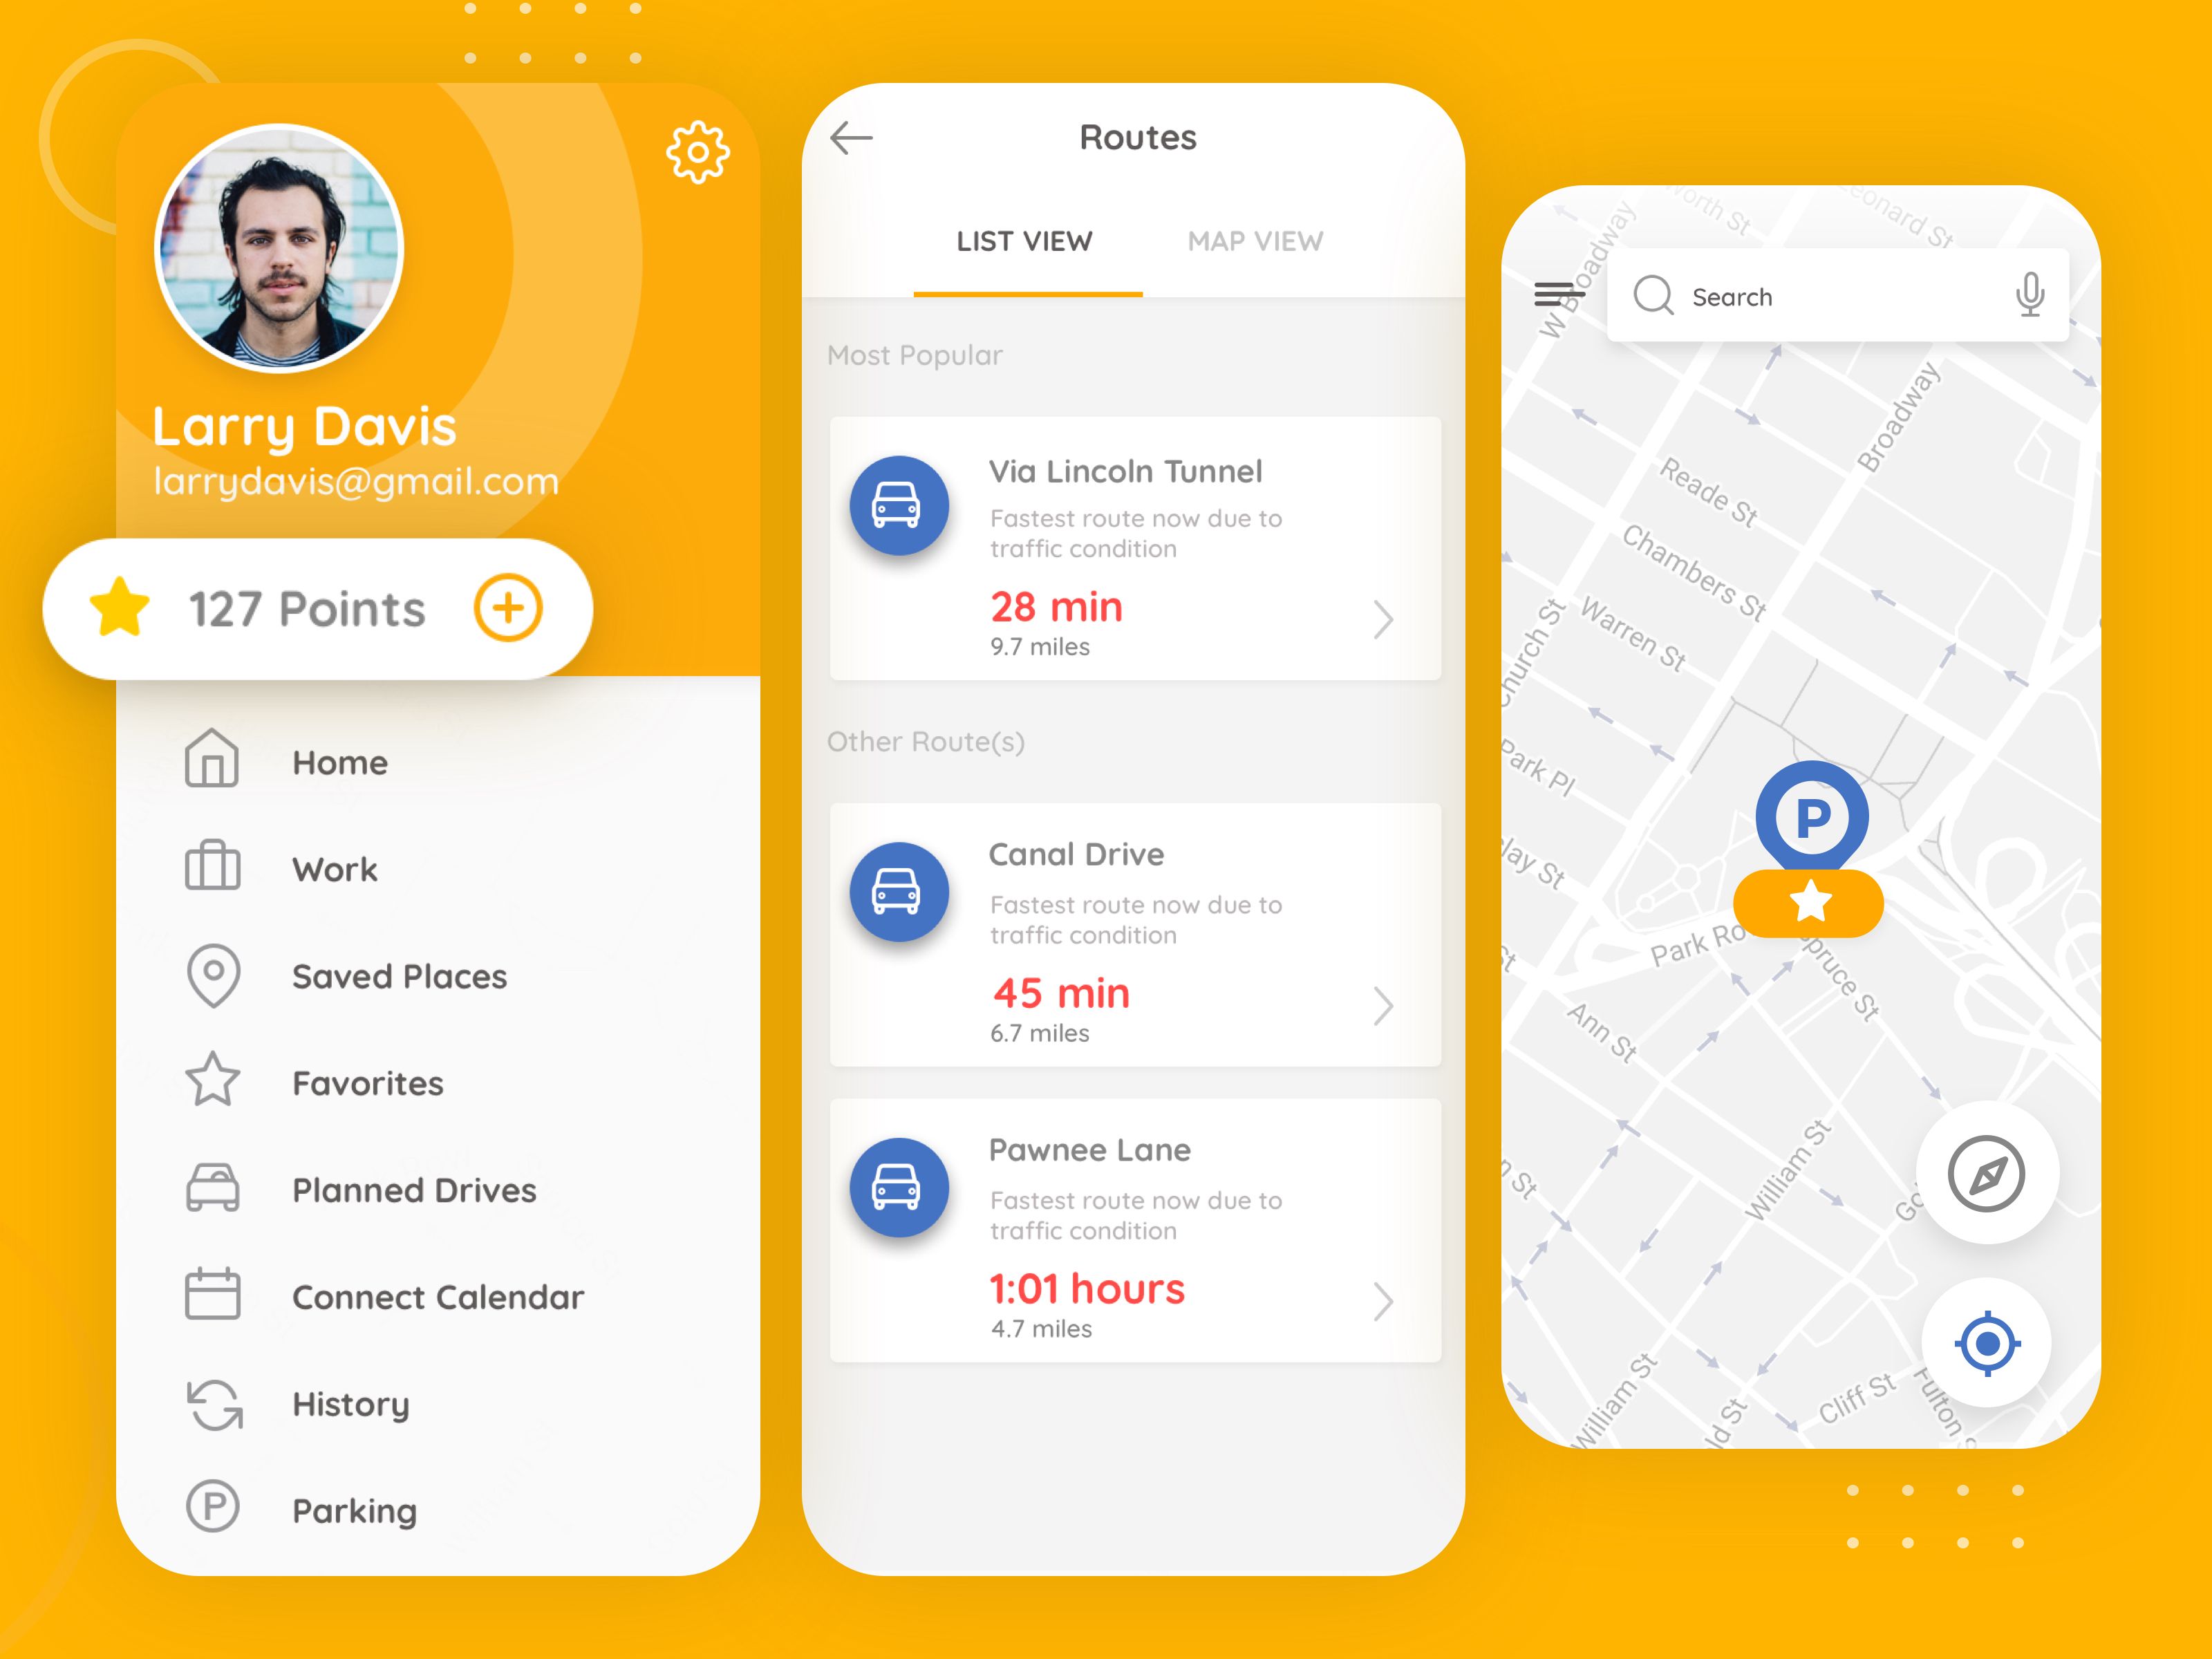 Larry Davis
larrydavis@gmail.com
127 Points
Home
Work
Saved Places
Favorites
Planned Drives
Connect Calendar
History
P
Parking
Routes
LIST VIEW
MAP VIEW
Most Popular
Via Lincoln Tunnel
Fastest route now due to
traffic condition
28 min
9.7 miles
Other Route(s)
Canal Drive
Fastest route now due to
traffic condition
45 min
6.7 miles
Pawnee Lane
Fastest route now due to
traffic condition
1:01 hours
4.7 miles
orth St
eonard St
W Broadway
Search
Broadway
Reade St
Chambers St
Warren St
hurch St
Park Pl
P
lay St
Park Ro
pruce St
St
Ann St
William St
n St
Go
William St
ld St
Cliff St
Fulton S